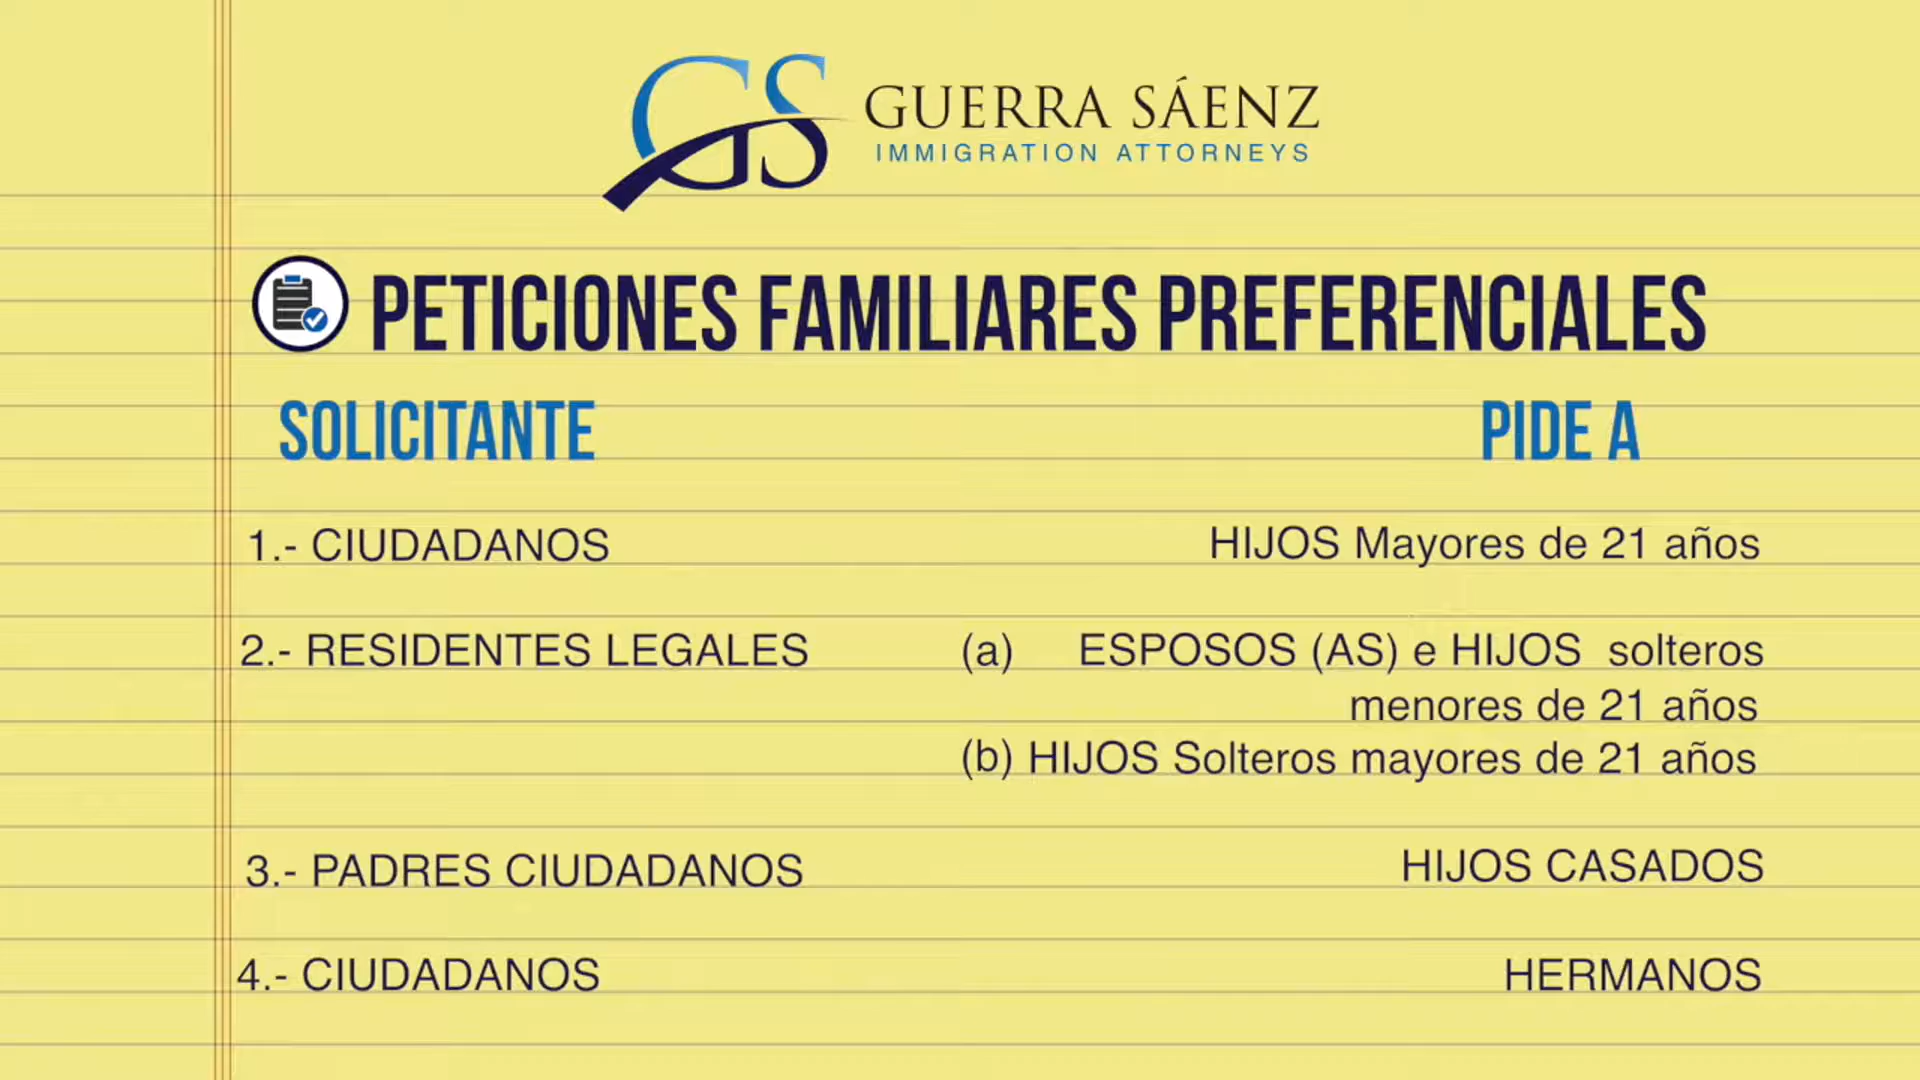 GS GUERRA SÁENZ
IMMIGRATION ATTORNEYS
PETICIONES FAMILIARES PREFERENCIALES
SOLICITANTE PIDE A
1.- CIUDADANOS HIJOS Mayores de 21 años
2.- RESIDENTES LEGALES (a) ESPOSOS (AS) e HIJOS solteros
menores de 21 años
(b) HIJOS Solteros mayores de 21 años
3.- PADRES CIUDADANOS HIJOS CASADOS
4.- CIUDADANOS HERMANOS